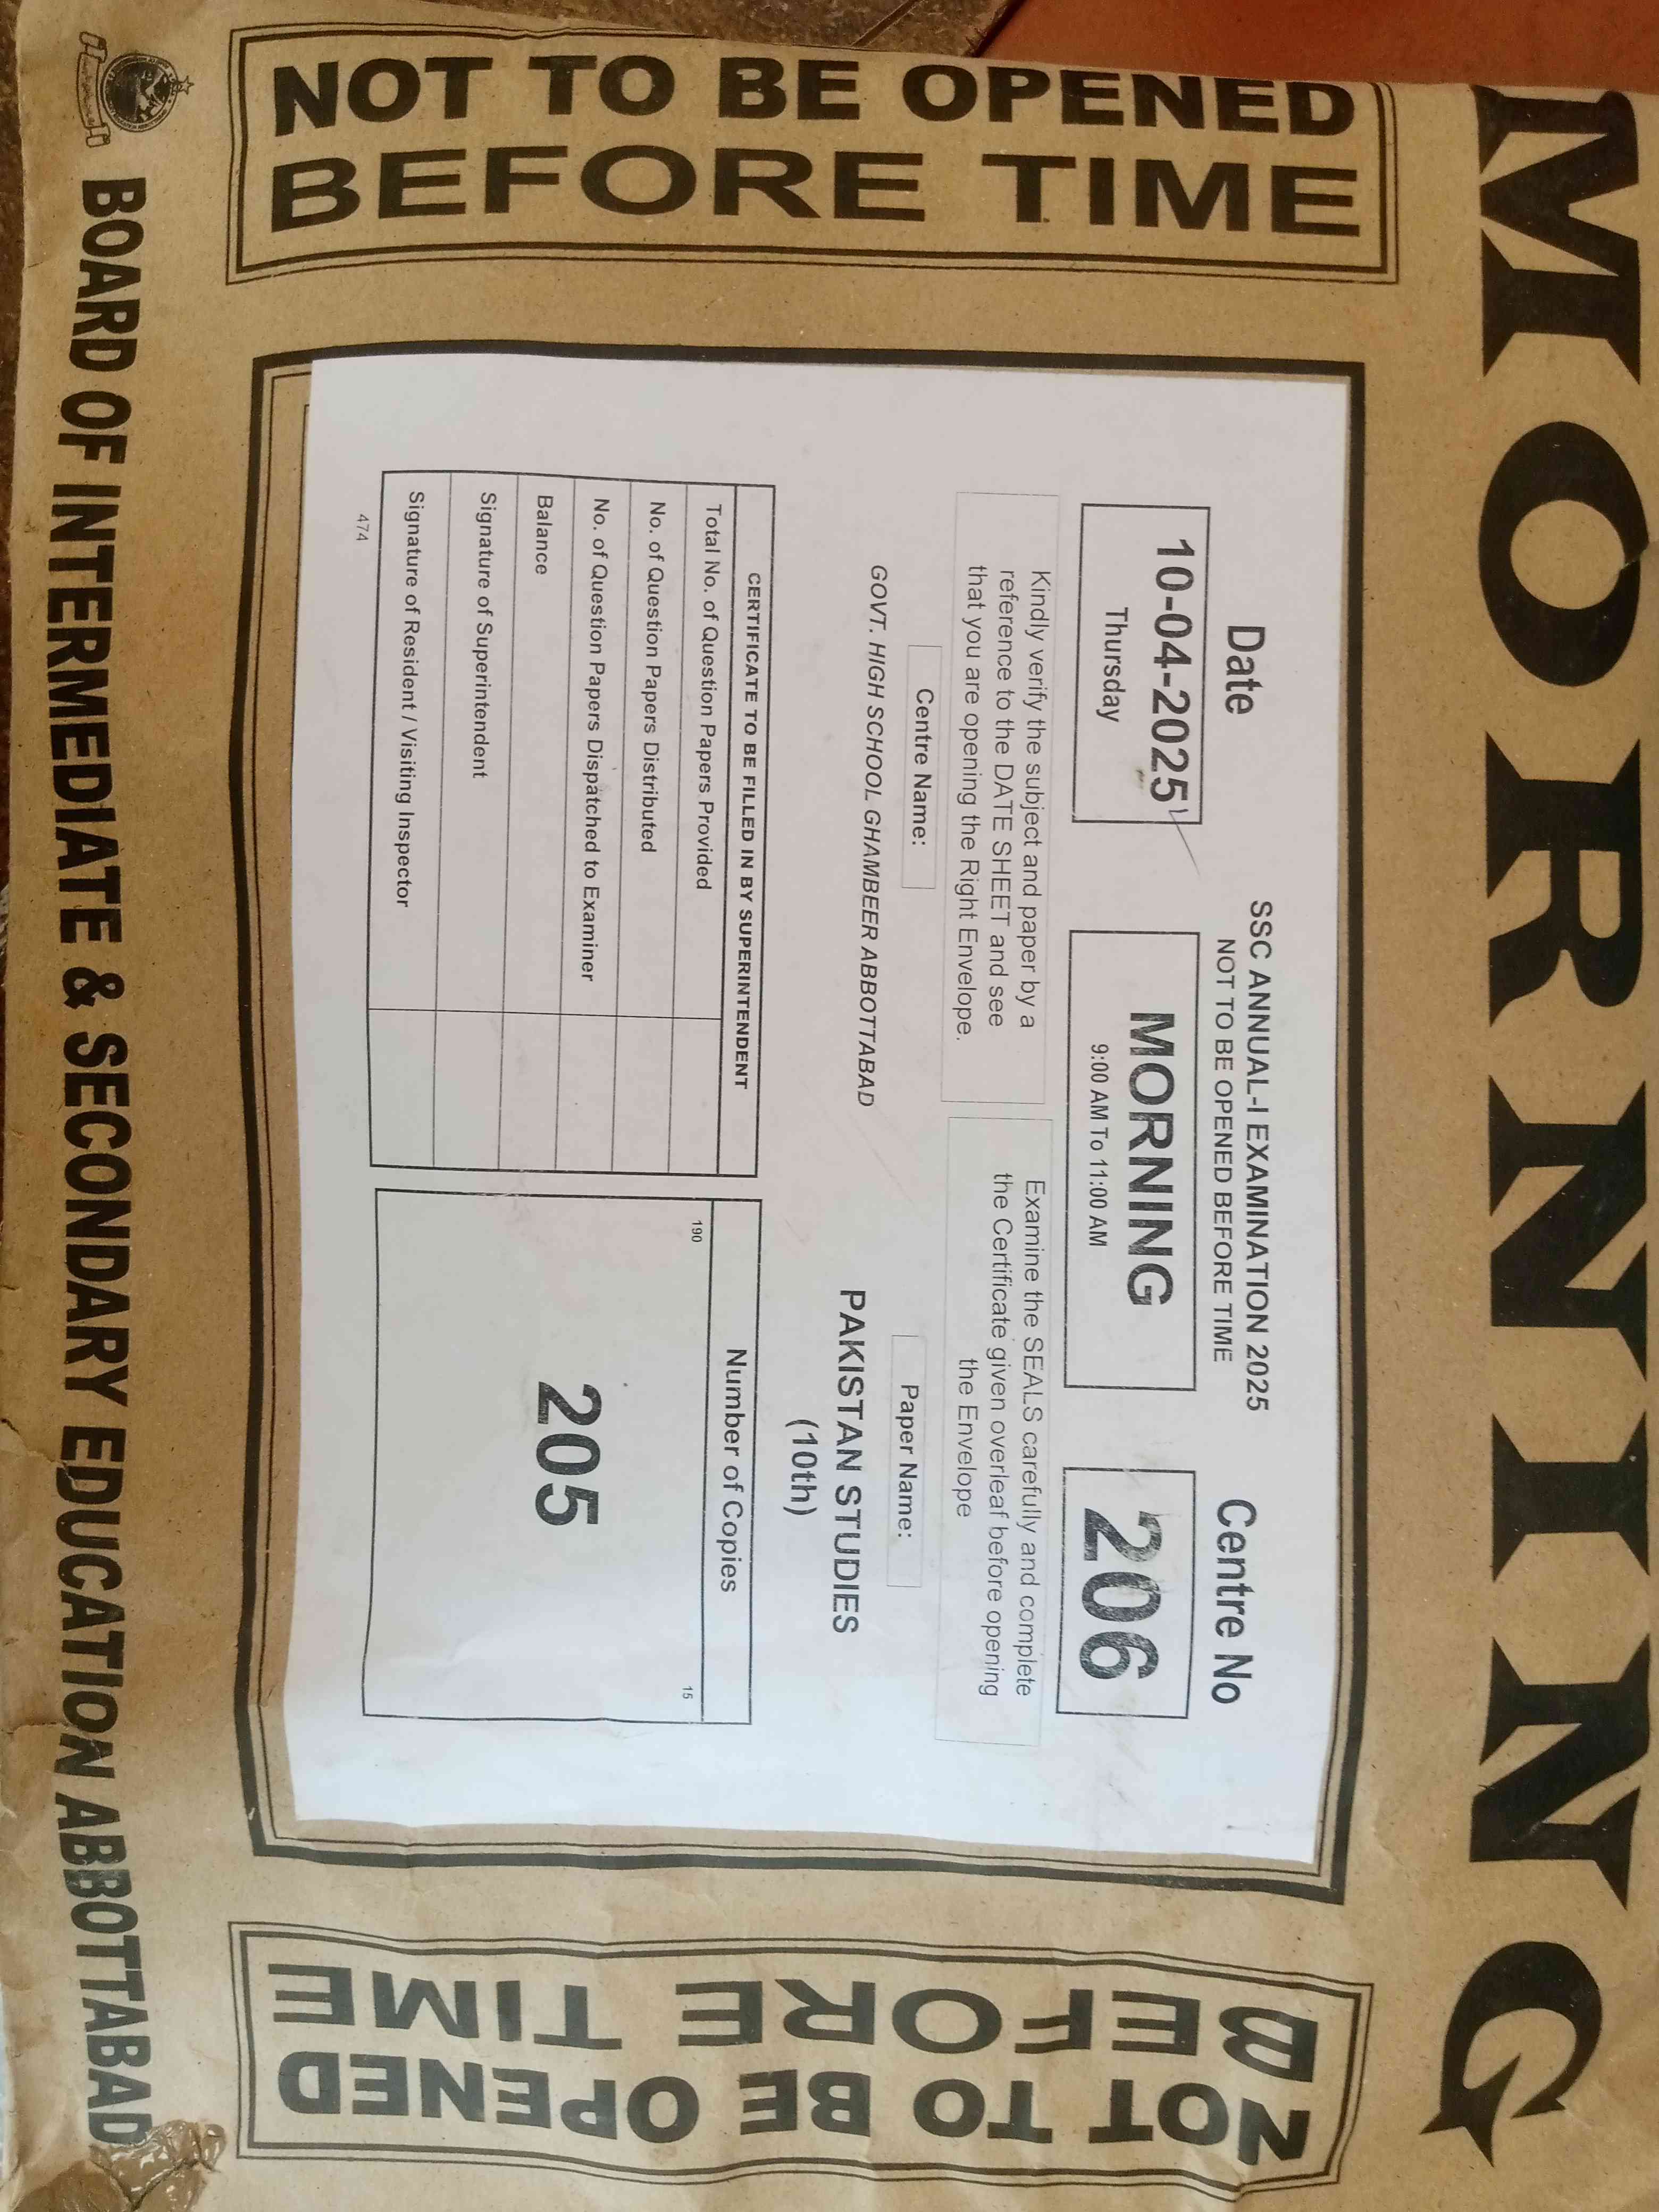 MORNING
NOT TO BE OPENED
BEFORE TIME
Date
10-04-2025
Thursday
SSC ANNUAL-I EXAMINATION 2025
NOT TO BE OPENED BEFORE TIME
MORNING
9:00 AM To 11:00 AM
Centre No
206
Kindly verify the subject and paper by a
reference to the DATE SHEET and see
that you are opening the Right Envelope.
Examine the SEALS carefully and complete
the Certificate given overleaf before opening
the Envelope
Centre Name:
GOVT. HIGH SCHOOL GHAMBEER ABBOTTABAD
Paper Name:
PAKISTAN STUDIES
(10th)
CERTIFICATE TO BE FILLED IN BY SUPERINTENDENT
Total No. of Question Papers Provided
No. of Question Papers Distributed
No. of Question Papers Dispatched to Examiner
Balance
Signature of Superintendent
Signature of Resident / Visiting Inspector
474
Number of Copies
190
15
205
NOT TO BE OPENED
BEFORE TIME
BOARD OF INTERMEDIATE & SECONDARY EDUCATION ABBOTTABAD